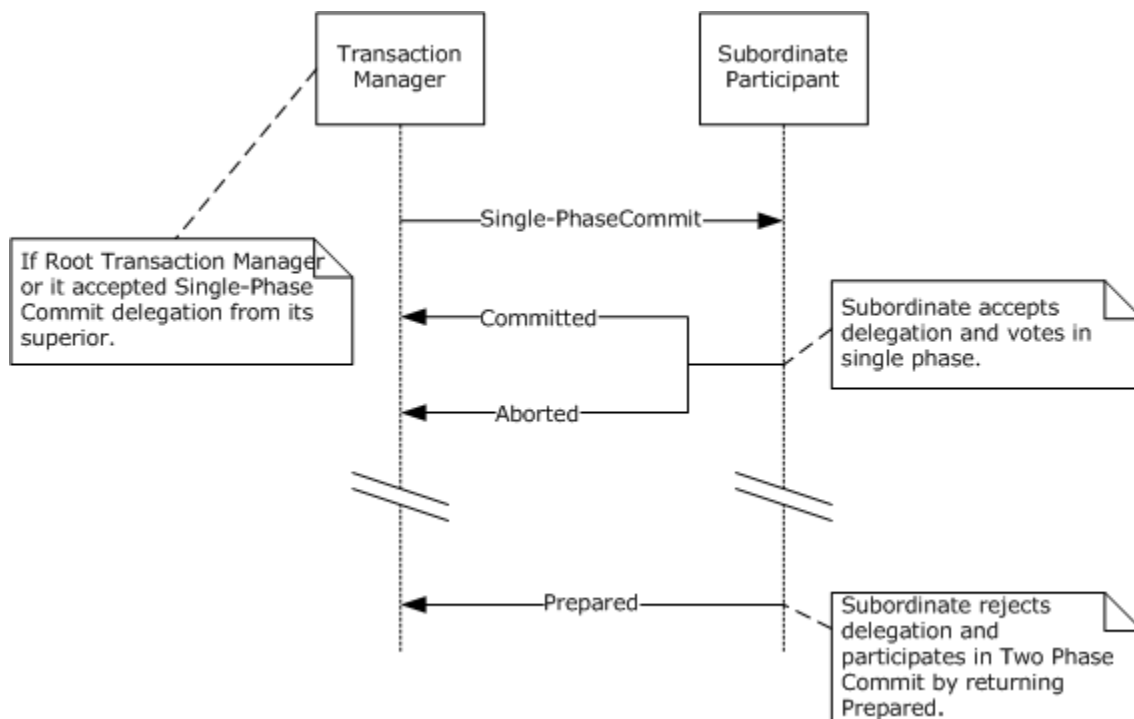 Transaction
Manager
Subordinate
Participant
Single-PhaseCommit
If Root Transaction Manager
or it accepted Single-Phase
Commit delegation from its
superior.
Committed
Subordinate accepts
delegation and votes in
single phase.
Aborted
Prepared
Subordinate rejects
delegation and
participates in Two Phase
Commit by returning
Prepared.